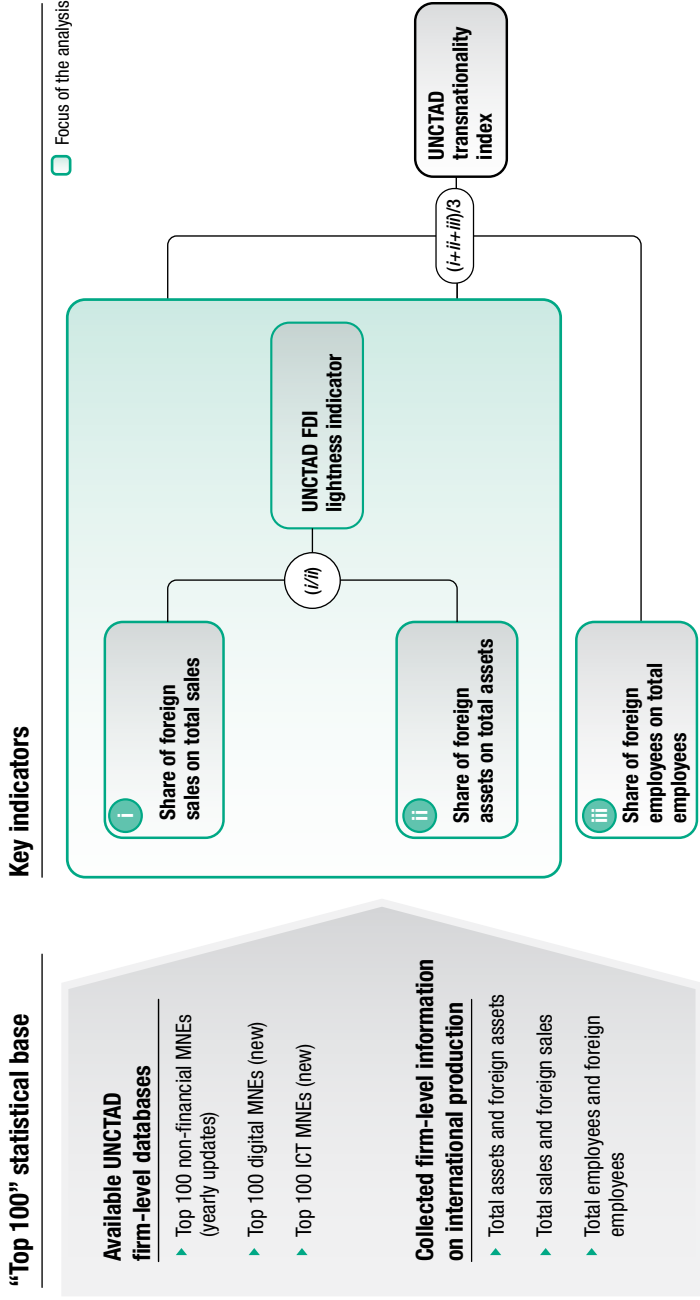 “Top 100” statistical base
Available UNCTAD
firm-level databases
Top 100 non-financial MNEs
(yearly updates)
Top 100 digital MNEs (new)
Top 100 ICT MNEs (new)
Collected firm-level information
on international production
Total assets and foreign assets
Total sales and foreign sales
Total employees and foreign
employees
Key indicators
Focus of the analysis
i
Share of foreign
sales on total sales
ii
Share of foreign
assets on total assets
iii
Share of foreign
employees on total
employees
(i/ii)
UNCTAD FDI
lightness indicator
(i+ii+iii)/3
UNCTAD
transnationality
index